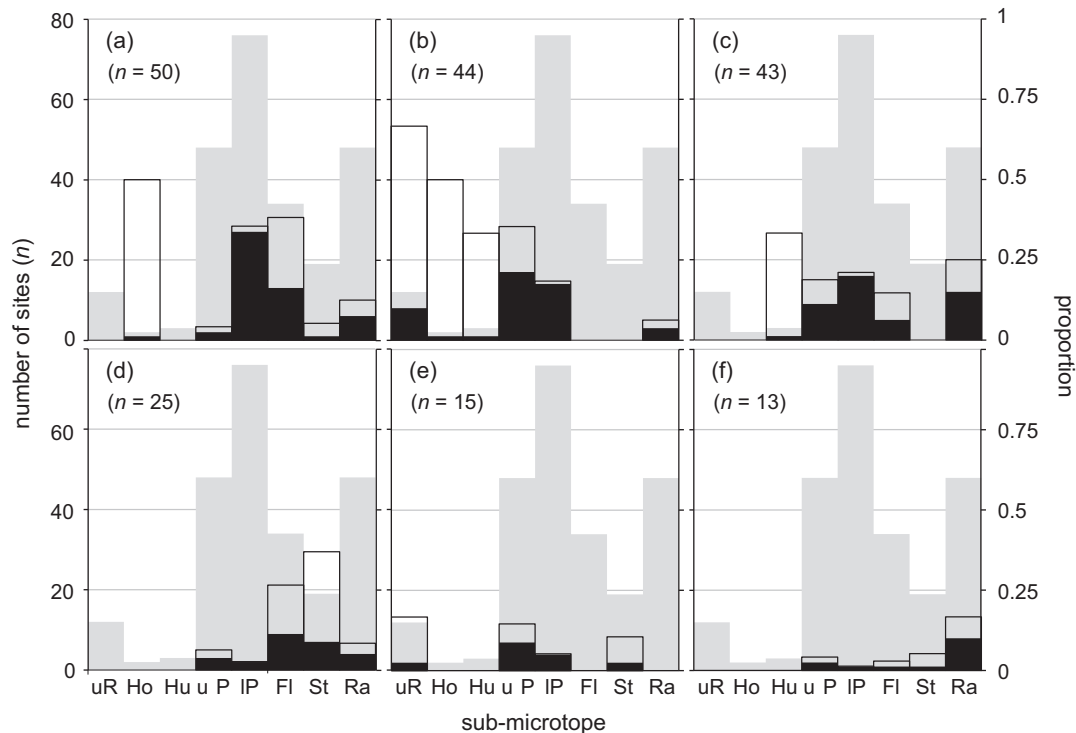 80
60
40
20
0
(a)
(n = 50)
(b)
(n = 44)
(c)
(n = 43)
1
0.75
0.5
0.25
0
60
40
20
0
(d)
(n = 25)
(e)
(n = 15)
(f)
(n = 13)
0.75
0.5
0.25
0
number of sites (n)
proportion
uR Ho Hu u P lP Fl St Ra
uR Ho Hu u P lP Fl St Ra
uR Ho Hu u P lP Fl St Ra
sub-microtope